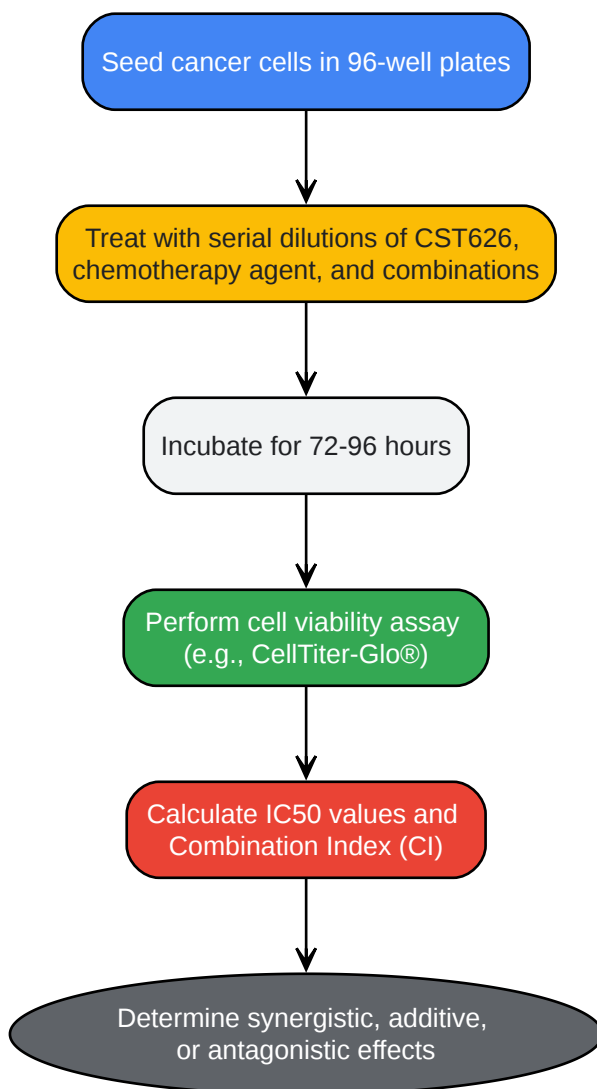 Seed cancer cells in 96-well plates
Treat with serial dilutions of CST626,
chemotherapy agent, and combinations
Incubate for 72-96 hours
Perform cell viability assay
(e.g., CellTiter-Glo®)
Calculate IC50 values and
Combination Index (CI)
Determine synergistic, additive,
or antagonistic effects